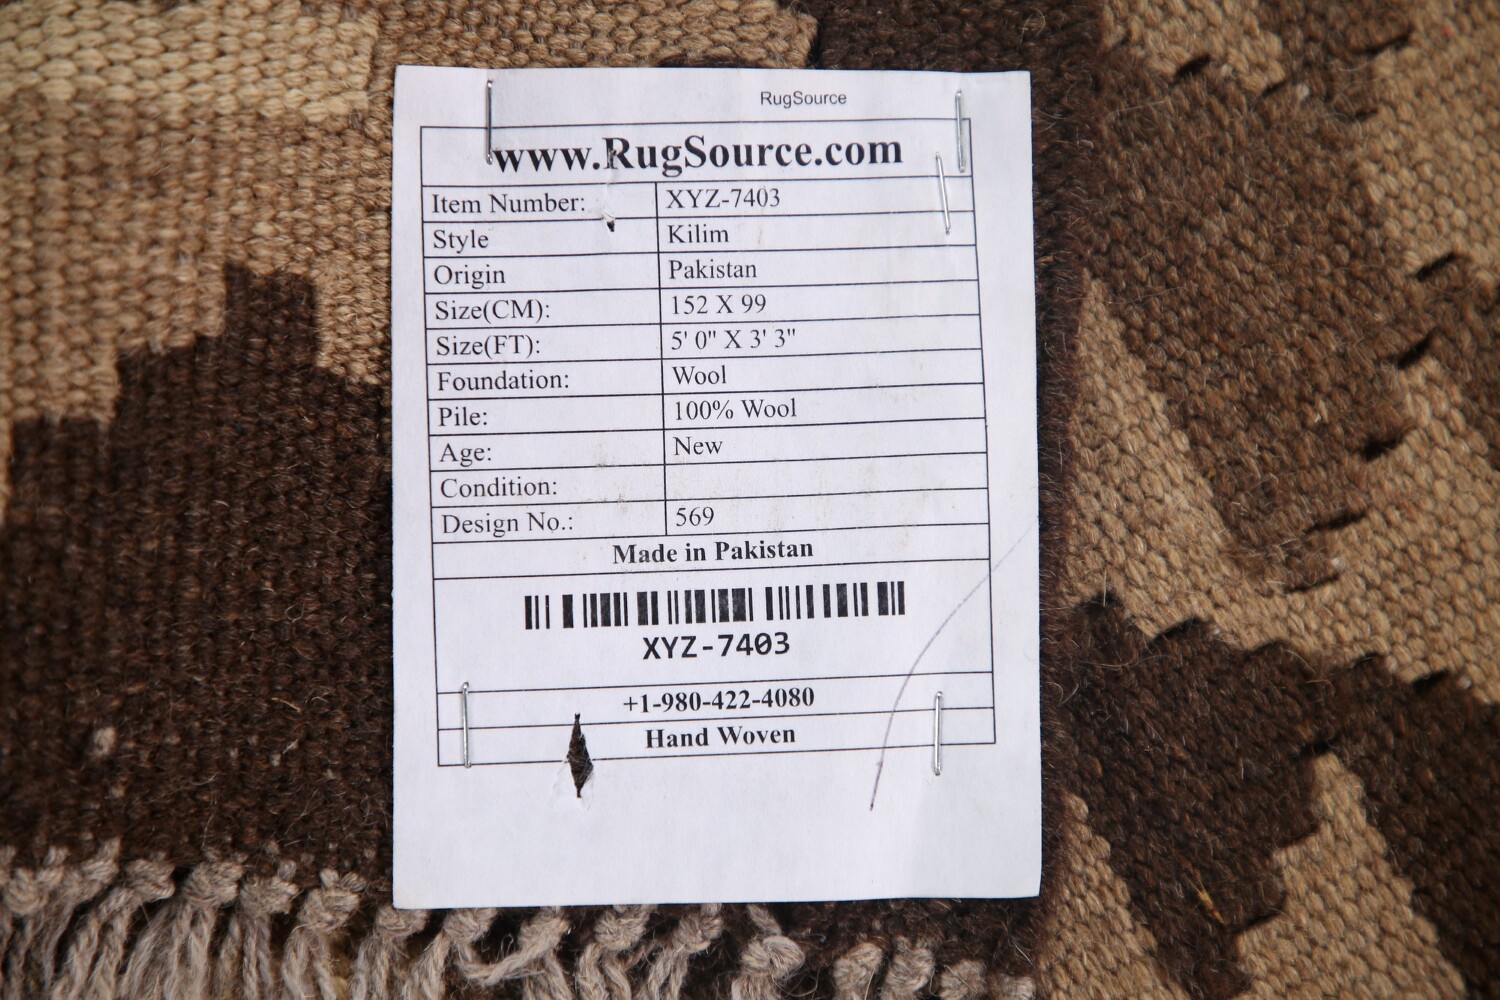 RugSource
www.RugSource.com
Item Number: XYZ-7403
Style Kilim
Origin Pakistan
Size(CM): 152 X 99
Size(FT): 5' 0" X 3' 3"
Foundation: Wool
Pile: 100% Wool
Age: New
Condition:
Design No.: 569
Made in Pakistan
XYZ-7403
+1-980-422-4080
Hand Woven